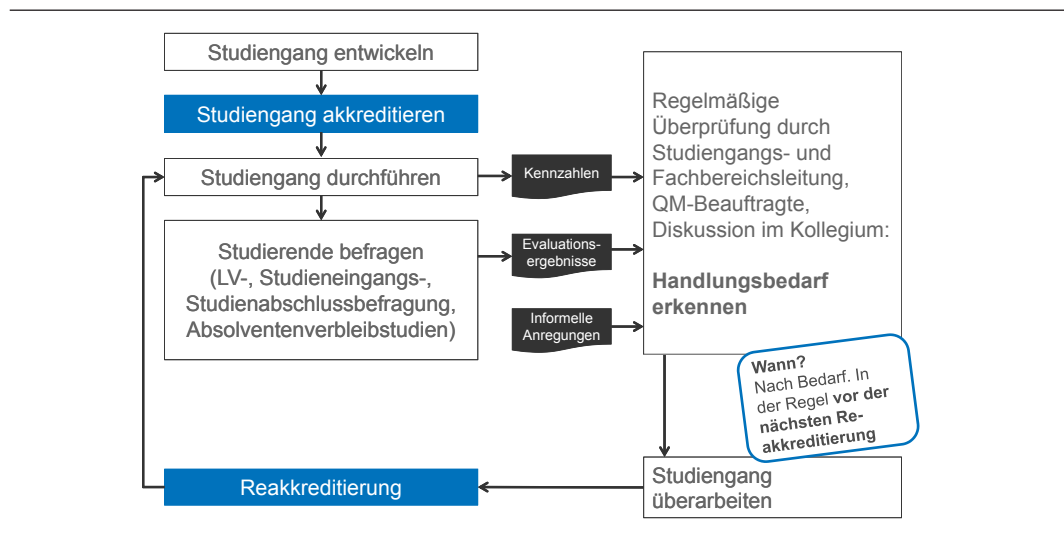 Studiengang entwickeln
Studiengang akkreditieren
Studiengang durchführen
Studierende befragen
(LV-, Studieneingangs-,
Studienabschlussbefragung,
Absolventenverbleibstudien)
Kennzahlen
Evaluations-
ergebnisse
Informelle
Anregungen
Regelmäßige
Überprüfung durch
Studiengangs- und
Fachbereichsleitung,
QM-Beauftragte,
Diskussion im Kollegium:
Handlungsbedarf
erkennen
Wann?
Nach Bedarf. In
der Regel vor der
nächsten Re-
akkreditierung
Studiengang
überarbeiten
Reakkreditierung